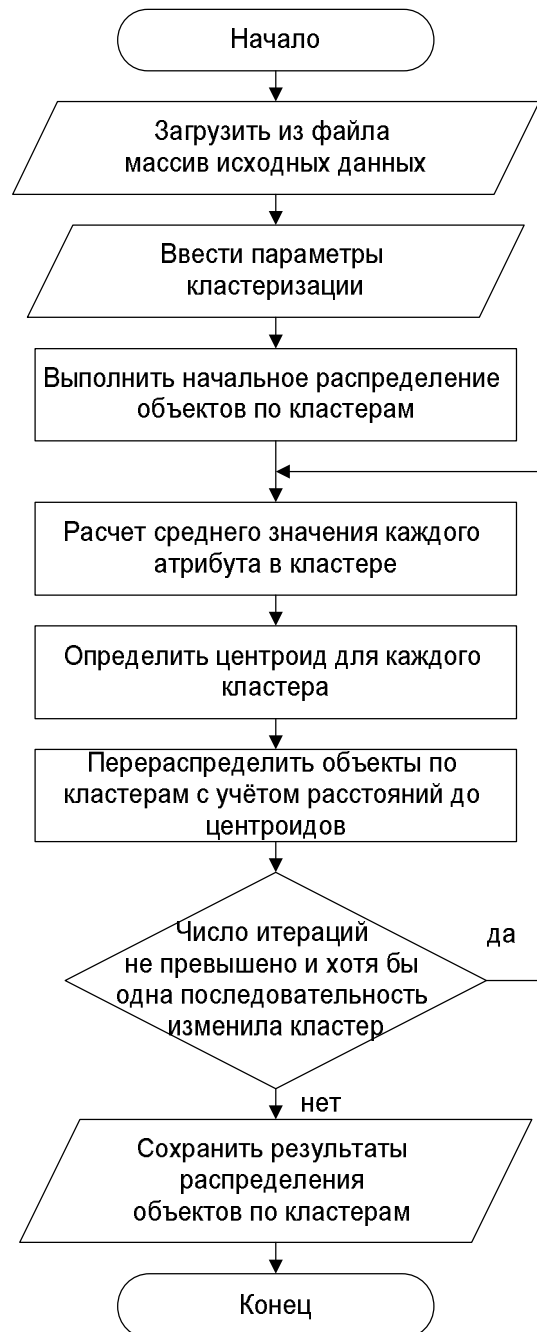 Начало
Загрузить из файла
массив исходных данных
Ввести параметры
кластеризации
Выполнить начальное распределение
объектов по кластерам
Расчет среднего значения каждого
атрибута в кластере
Определить центроид для каждого
кластера
Перераспределить объекты по
кластерам с учётом расстояний до
центроидов
Число итераций
не превышено и хотя бы
одна последовательность
изменила кластер
да
нет
Сохранить результаты
распределения
объектов по кластерам
Конец